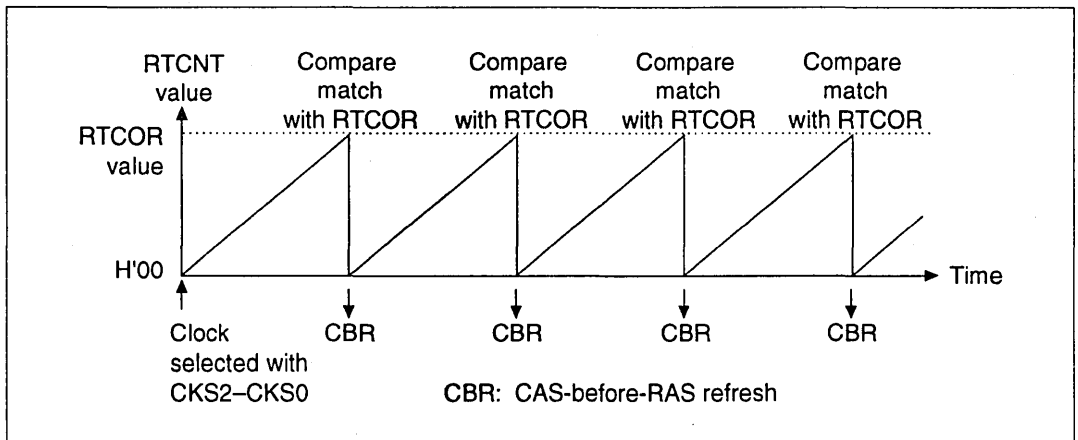 RTCNT
value
Compare
match
with RTCOR
Compare
match
with RTCOR
Compare
match
with RTCOR
Compare
match
with RTCOR
RTCOR
value
H'00
Time
Clock
selected with
CKS2–CKS0
CBR
CBR
CBR
CBR
CBR: CAS-before-RAS refresh